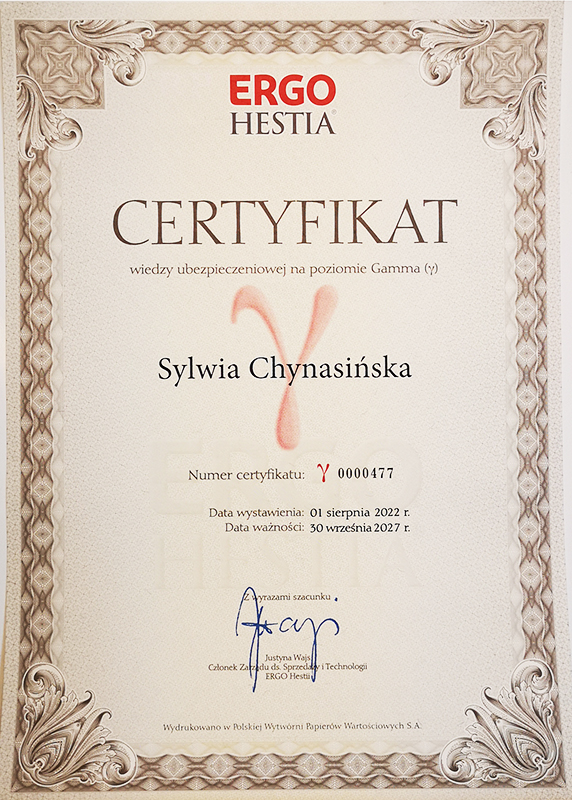 ERGO
HESTIA
CERTYFIKAT
wiedzy ubezpieczeniowej na poziomie Gamma (γ)
γ
Sylwia Chynasińska
Numer certyfikatu: γ 0000477
Data wystawienia: 01 sierpnia 2022 r.
Data ważności: 30 września 2027 r.
ERGO
HESTIA
Z wyrazami szacunku
Justyna Wajs
Członek Zarządu ds. Sprzedaży i Technologii
ERGO Hestii
Wydrukowano w Polskiej Wytwórni Papierów Wartościowych S.A.